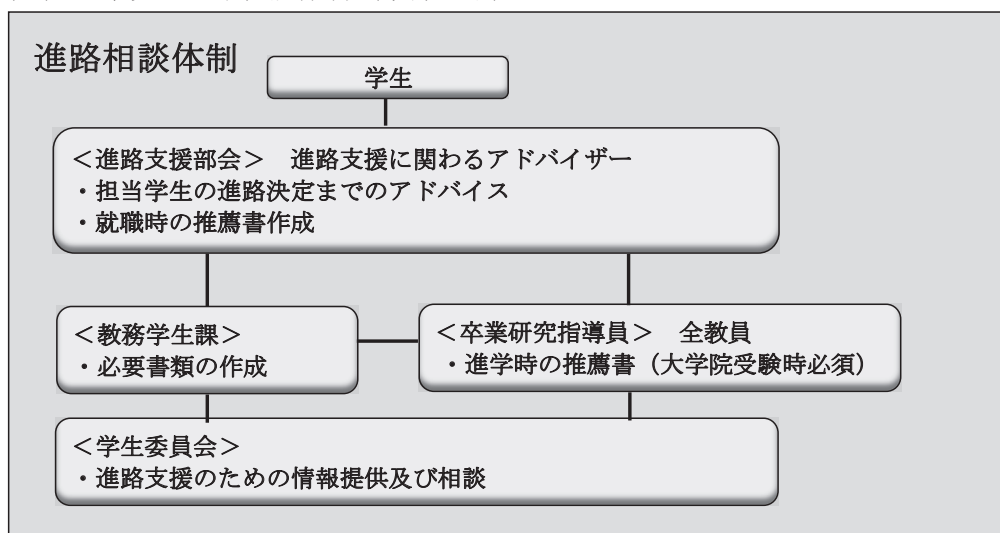 進路相談体制
学生
＜進路支援部会＞　進路支援に関わるアドバイザー
・担当学生の進路決定までのアドバイス
・就職時の推薦書作成
＜教務学生課＞
・必要書類の作成
＜卒業研究指導員＞　全教員
・進学時の推薦書（大学院受験時必須）
＜学生委員会＞
・進路支援のための情報提供及び相談